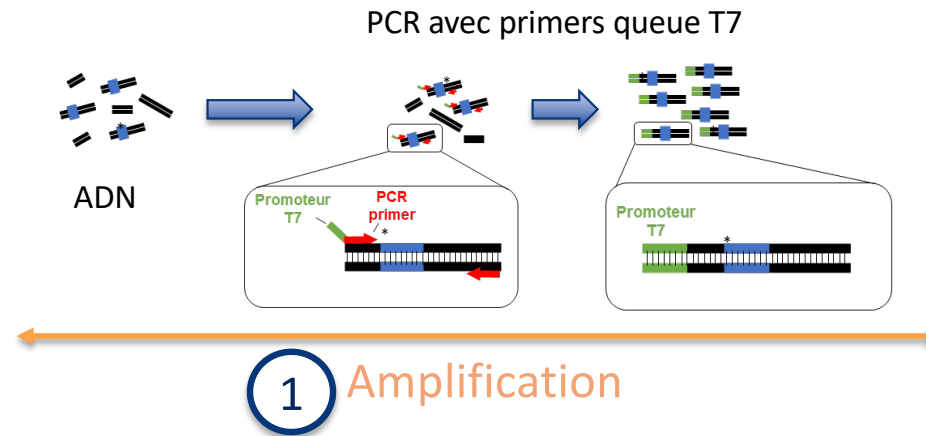 PCR avec primers queue T7
*
*
ADN
Promoteur
T7
PCR
primer
*
Promoteur
T7
*
1
Amplification